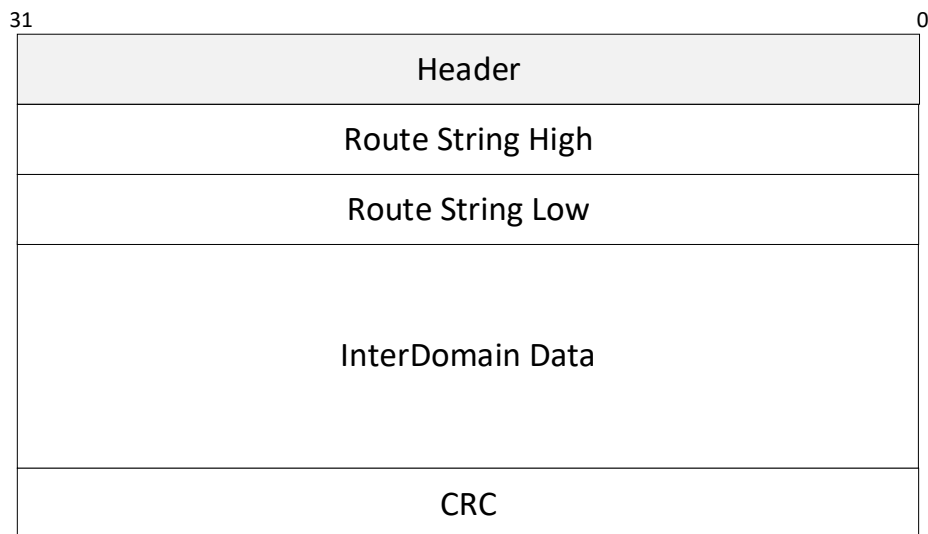 31 0
Header
Route String High
Route String Low
InterDomain Data
CRC